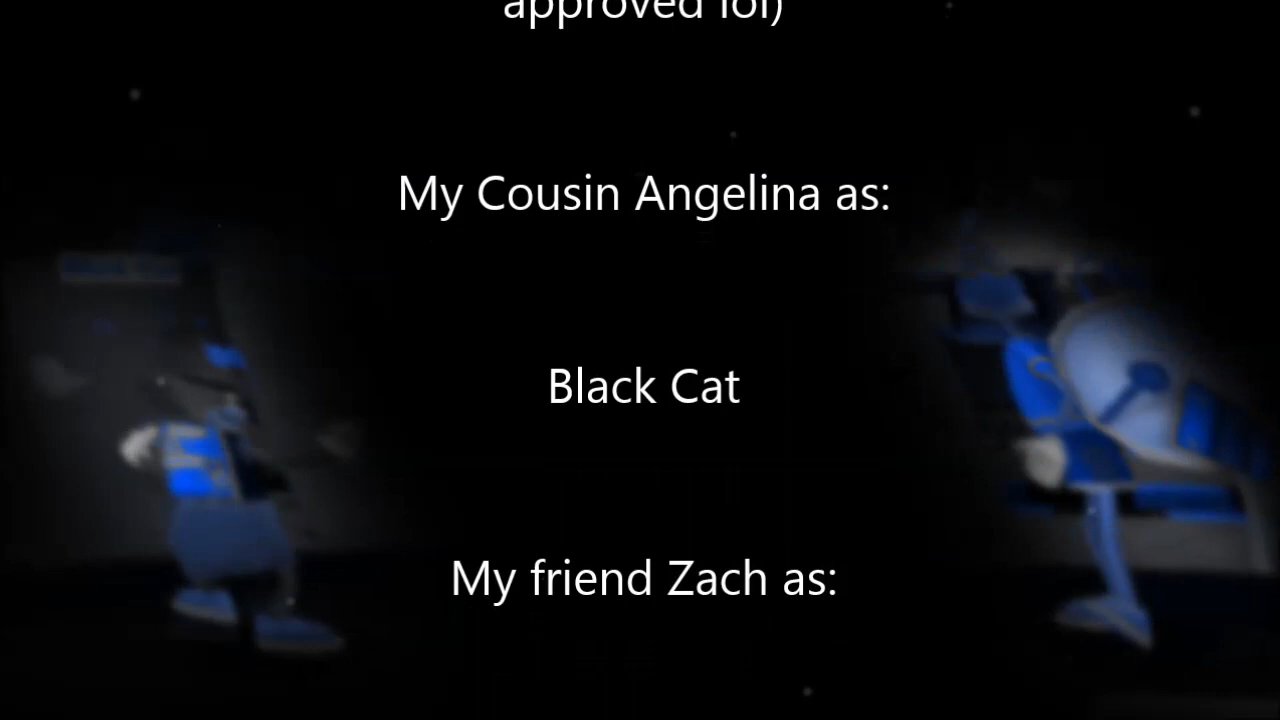 approved lol)
My Cousin Angelina as:
Black Cat
My friend Zach as: